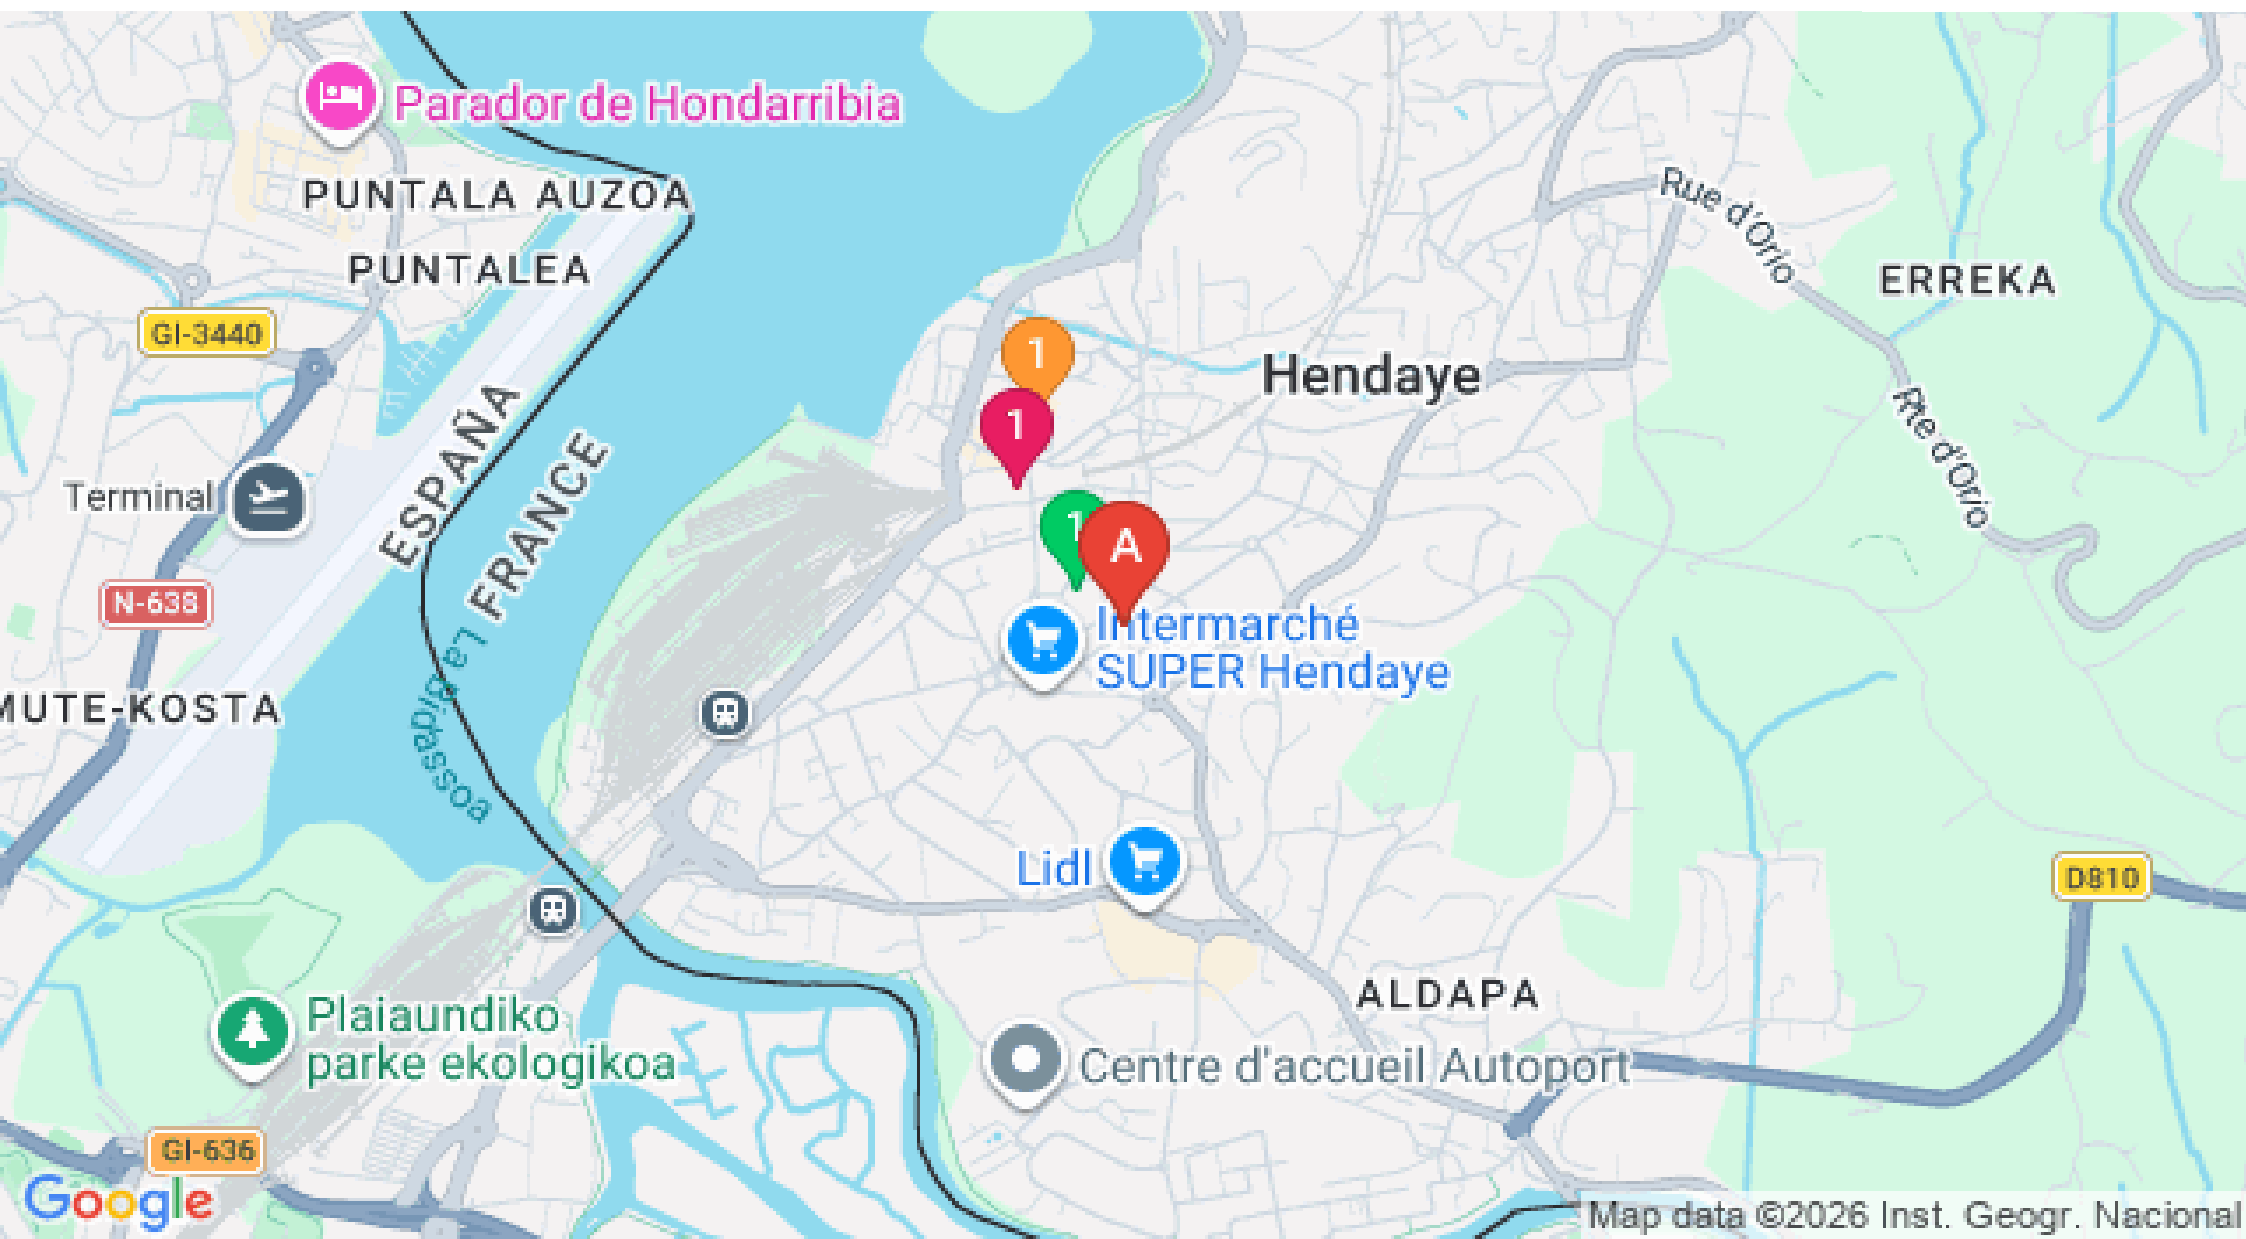 Parador de Hondarribia
PUNTALA AUZOA
PUNTALEA
GI-3440
Rue d'Orio
ERREKA
1
Hendaye
1
Rte d'Orio
ESPAÑA
FRANCE
Terminal
1
A
N-638
La Bidassoa
Intermarché
SUPER Hendaye
MUTE-KOSTA
Lidl
D810
ALDAPA
Plaiaundiko
parke ekologikoa
Centre d'accueil Autoport
GI-636
Google
Map data ©2026 Inst. Geogr. Nacional